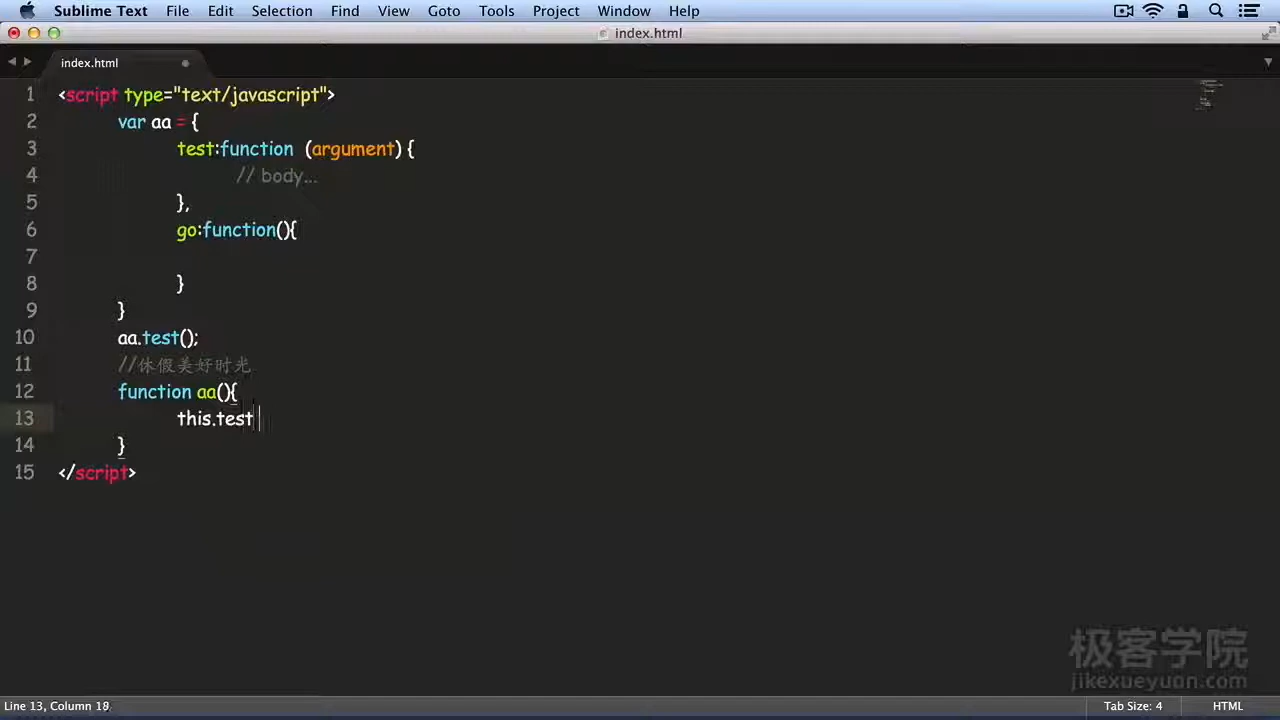 Sublime Text File Edit Selection Find View Goto Tools Project Window Help
index.html
index.html
1 <script type="text/javascript">
2 var aa = {
3 test:function (argument) {
4 // body...
5 },
6 go:function(){
7
8 }
9 }
10 aa.test();
11 //休假美好时光
12 function aa(){
13 this.test
14 }
15 </script>
极客学院
jikexueyuan.com
Line 13, Column 18 Tab Size: 4 HTML